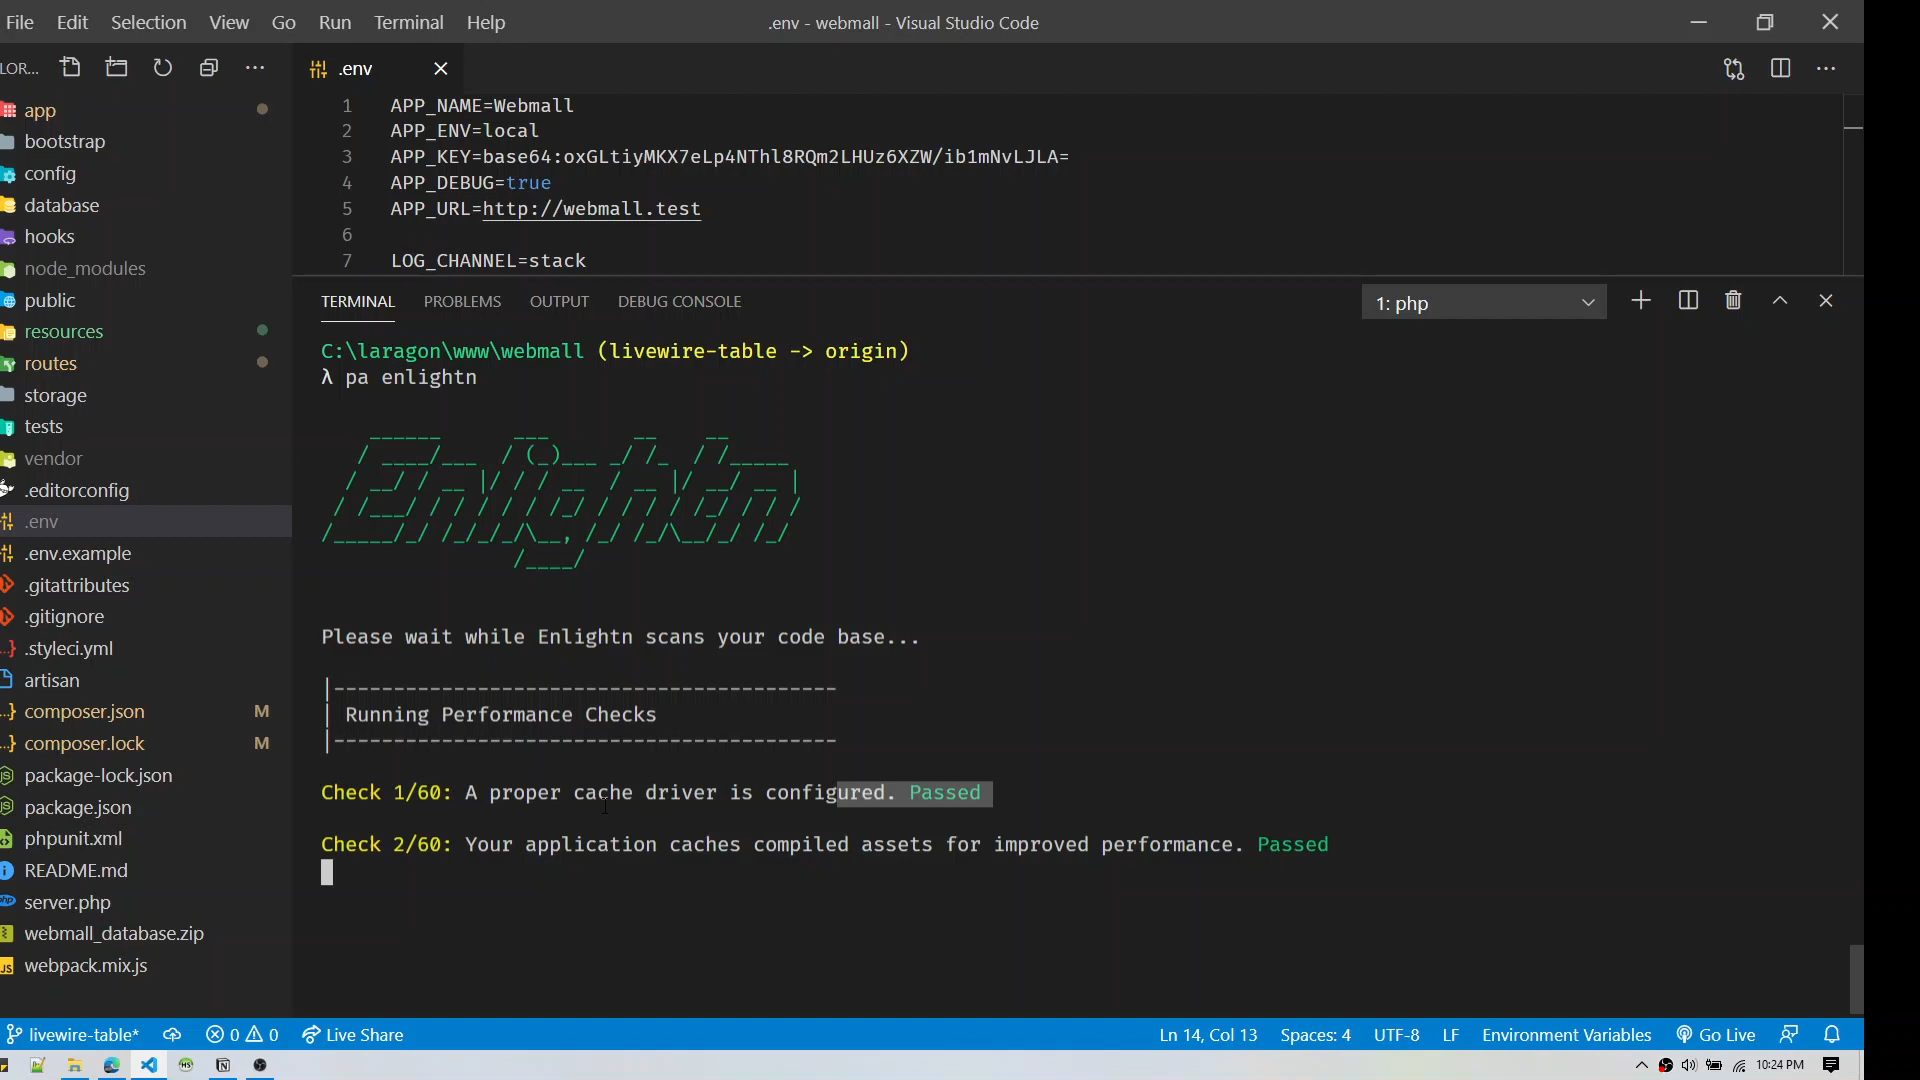 File Edit Selection View Go Run Terminal Help .env - webmall - Visual Studio Code
LOR...
.env
app
bootstrap
config
database
hooks
node_modules
public
resources
routes
storage
tests
vendor
.editorconfig
.env
.env.example
.gitattributes
.gitignore
.styleci.yml
artisan
composer.json M
composer.lock M
package-lock.json
package.json
phpunit.xml
README.md
server.php
webmall_database.zip
webpack.mix.js
1 APP_NAME=Webmall
2 APP_ENV=local
3 APP_KEY=base64:oxGLtiyMKX7eLp4NThl8RQm2LHUz6XZW/ib1mNvLJLA=
4 APP_DEBUG=true
5 APP_URL=http://webmall.test
6
7 LOG_CHANNEL=stack
TERMINAL PROBLEMS OUTPUT DEBUG CONSOLE 1: php
C:\laragon\www\webmall (livewire-table -> origin)
λ pa enlightn
Enlightn
Please wait while Enlightn scans your code base...
|------------------------------------------
| Running Performance Checks
|------------------------------------------
Check 1/60: A proper cache driver is configured. Passed
Check 2/60: Your application caches compiled assets for improved performance. Passed
livewire-table* 0 0 Live Share Ln 14, Col 13 Spaces: 4 UTF-8 LF Environment Variables Go Live
10:24 PM